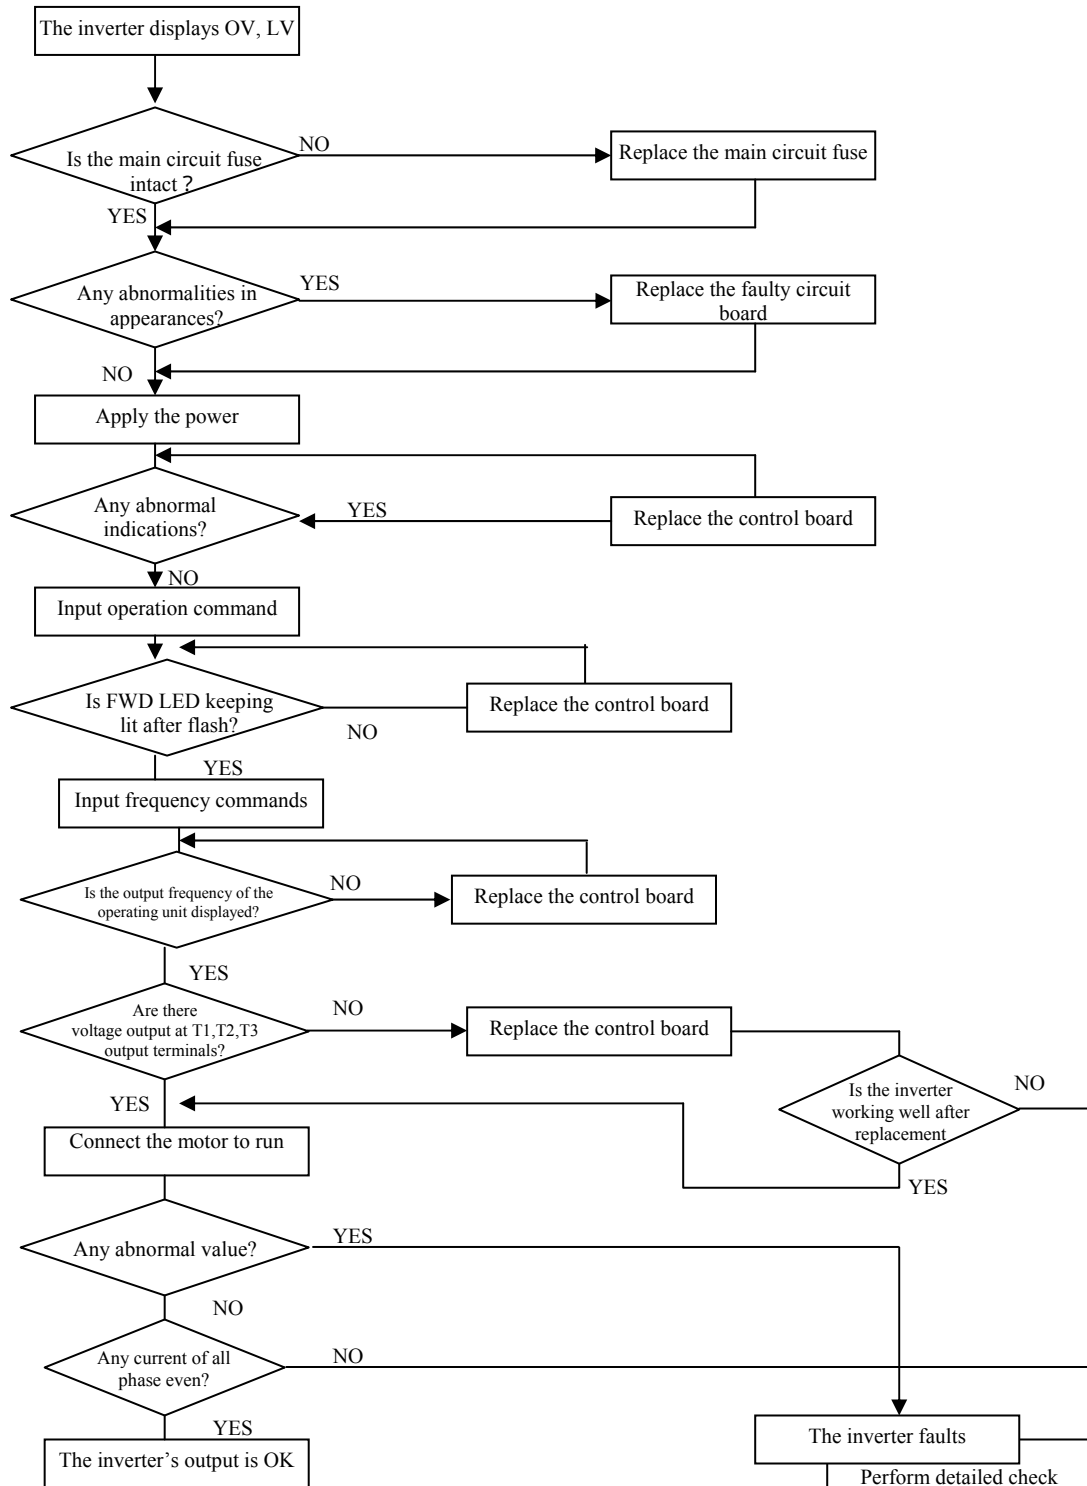 The inverter displays OV, LV
Is the main circuit fuse
intact ?
NO
Replace the main circuit fuse
YES
Any abnormalities in
appearances?
YES
Replace the faulty circuit
board
NO
Apply the power
Any abnormal
indications?
YES
Replace the control board
NO
Input operation command
Is FWD LED keeping
lit after flash?
NO
Replace the control board
YES
Input frequency commands
Is the output frequency of the
operating unit displayed?
NO
Replace the control board
YES
Are there
voltage output at T1,T2,T3
output terminals?
NO
Replace the control board
Is the inverter
working well after
replacement
NO
YES
YES
Connect the motor to run
Any abnormal value?
YES
NO
Any current of all
phase even?
NO
YES
The inverter’s output is OK
The inverter faults
Perform detailed check